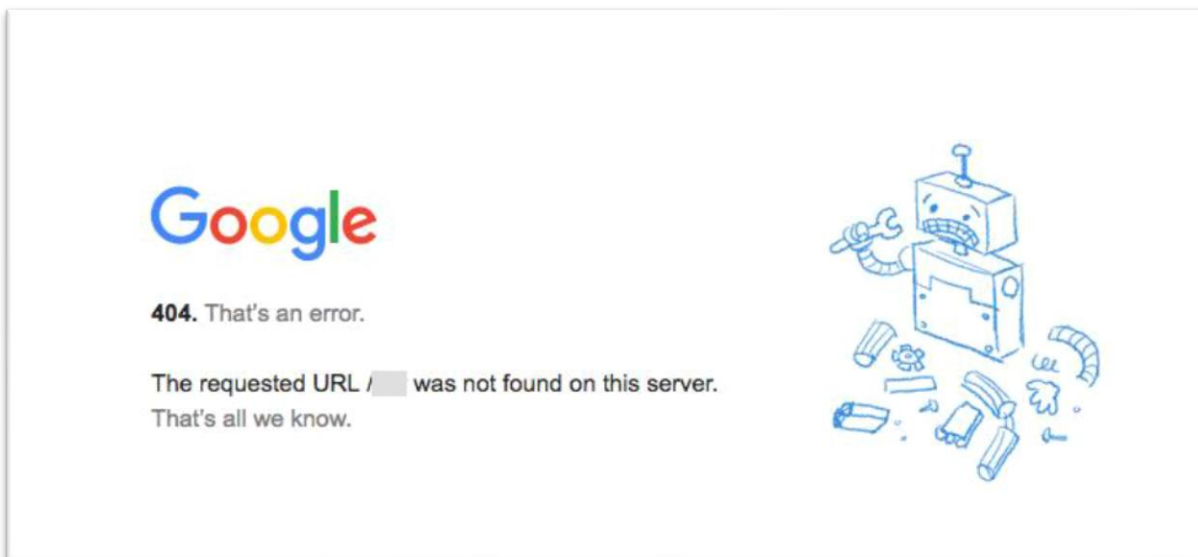 Google
404. That's an error.
The requested URL / was not found on this server.
That's all we know.